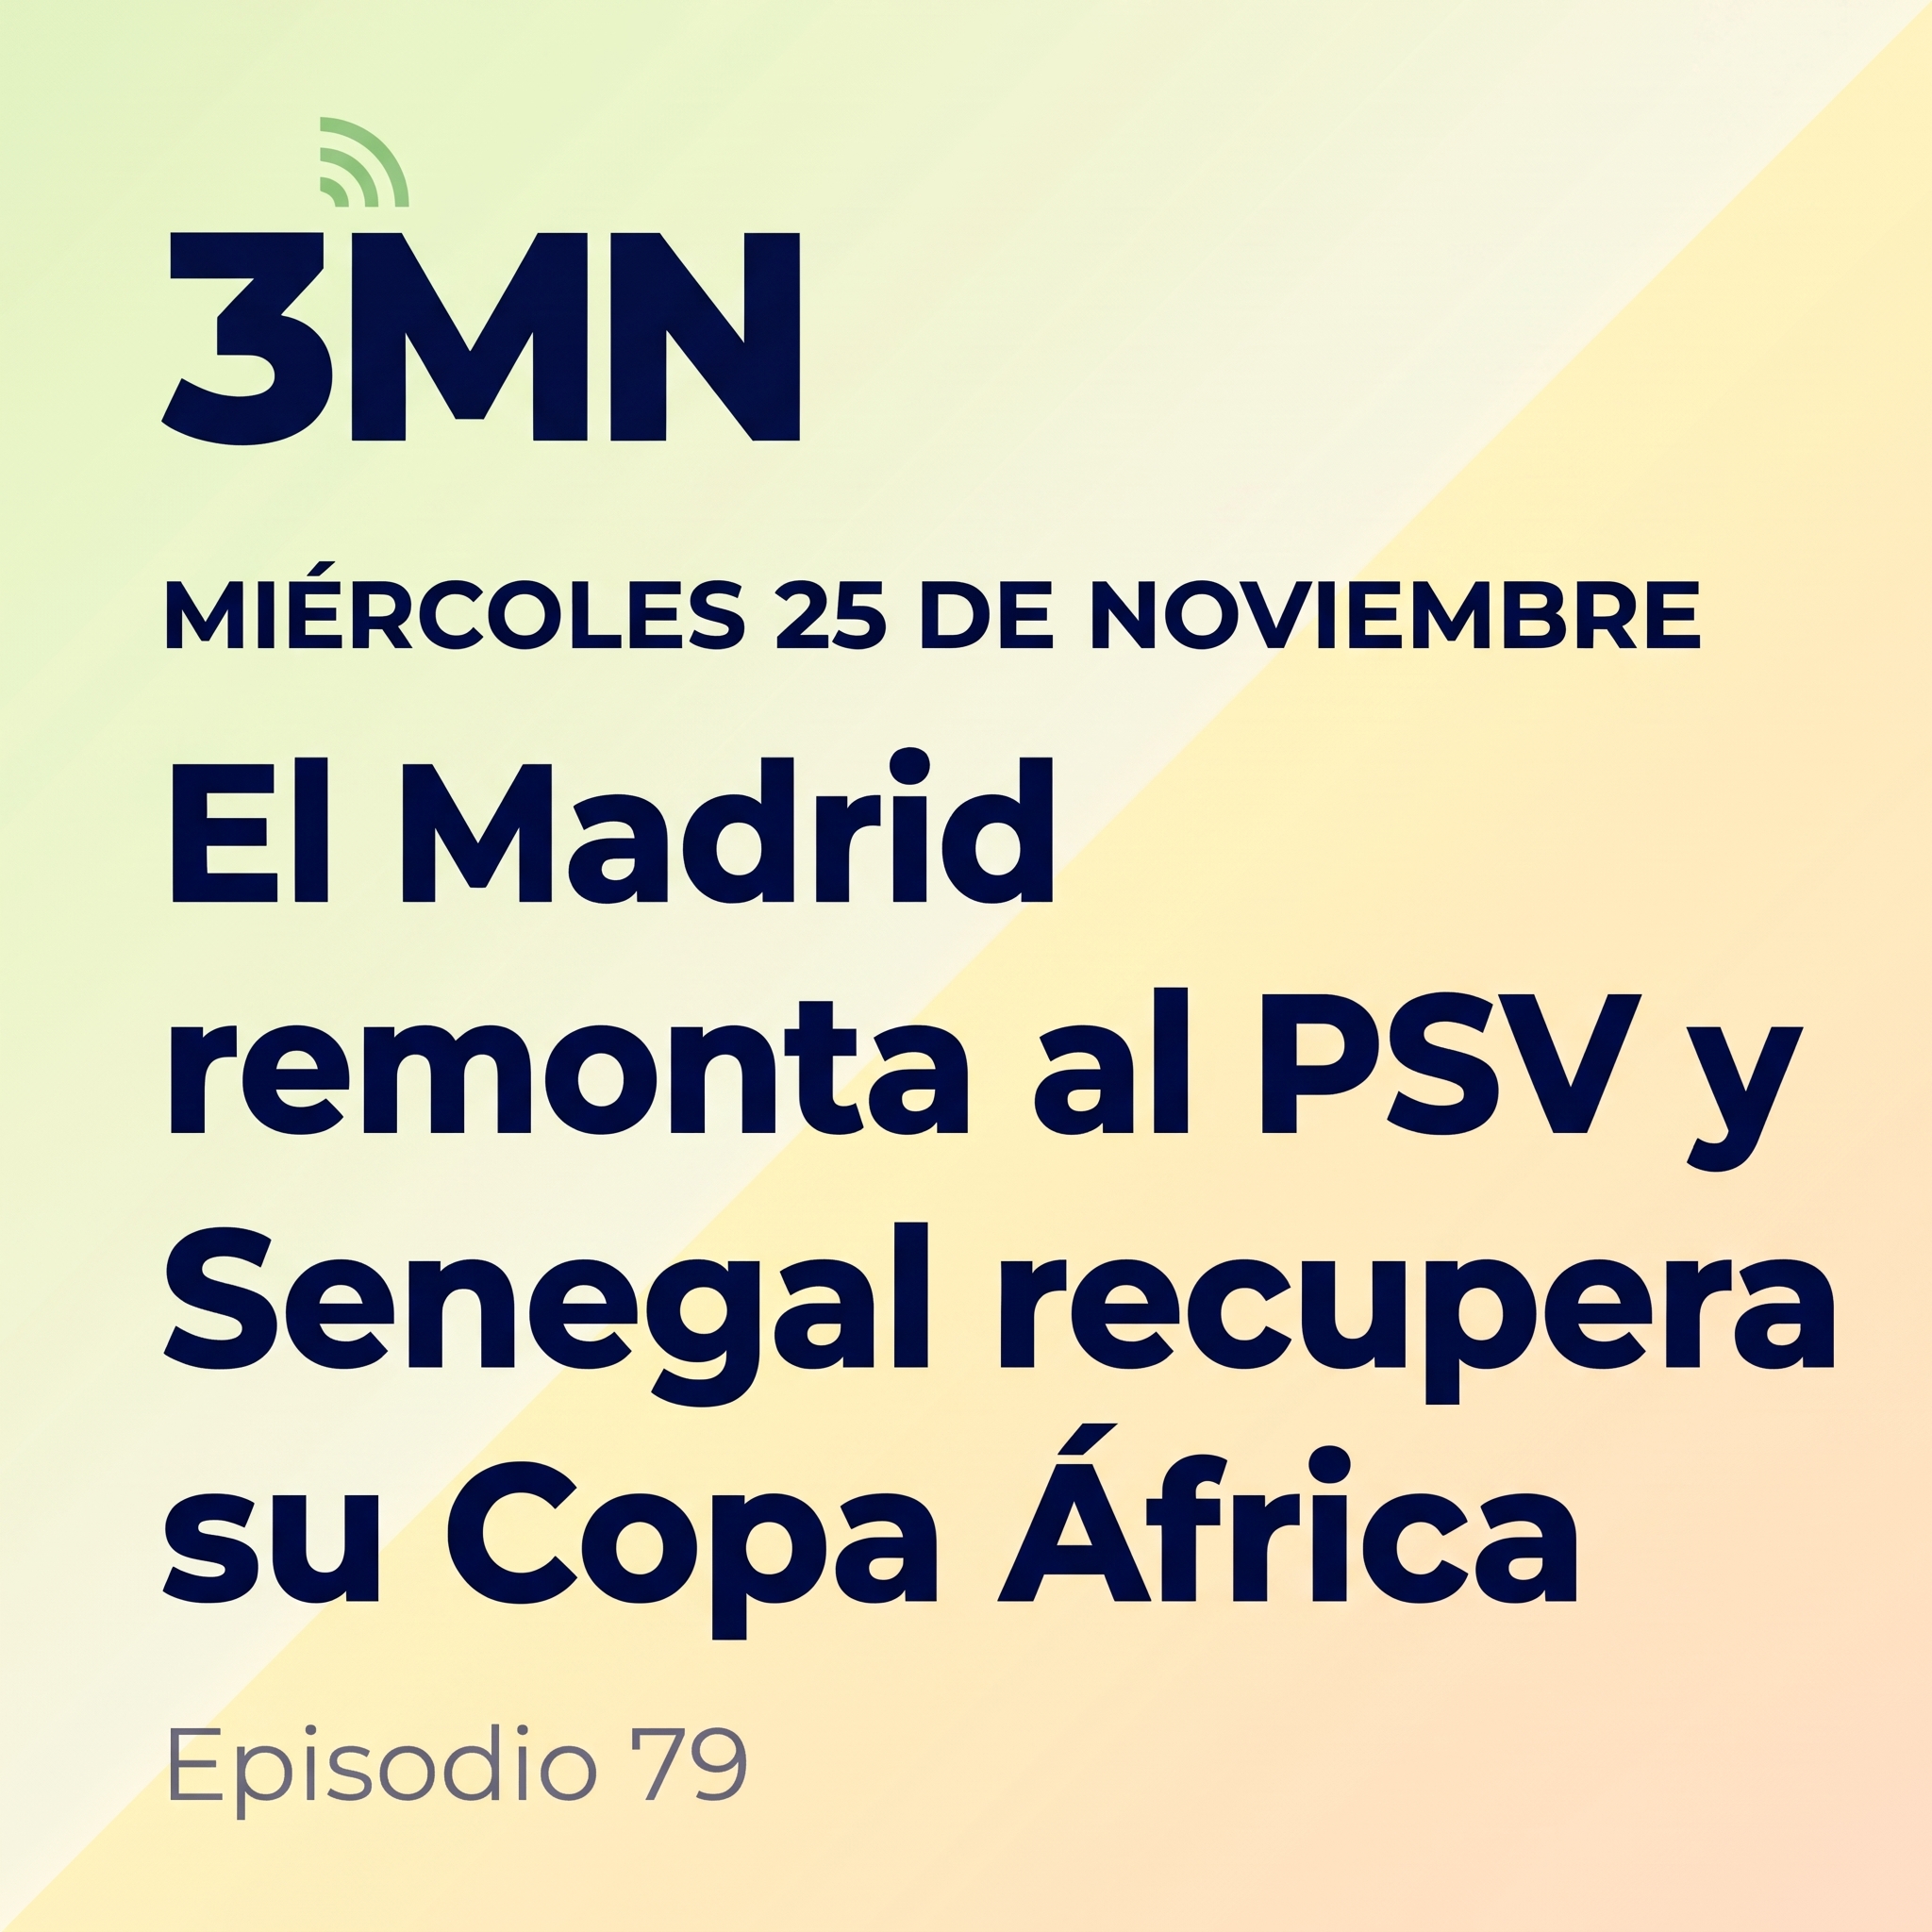 3MN
MIÉRCOLES 25 DE NOVIEMBRE
El Madrid
remonta al PSV y
Senegal recupera
su Copa África
Episodio 79